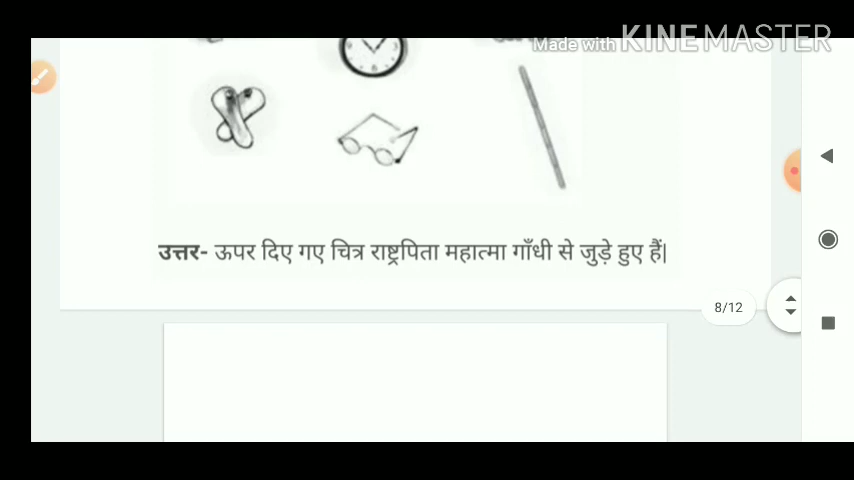 Made with KINEMASTER
उत्तर- ऊपर दिए गए चित्र राष्ट्रपिता महात्मा गाँधी से जुड़े हुए हैं|
8/12